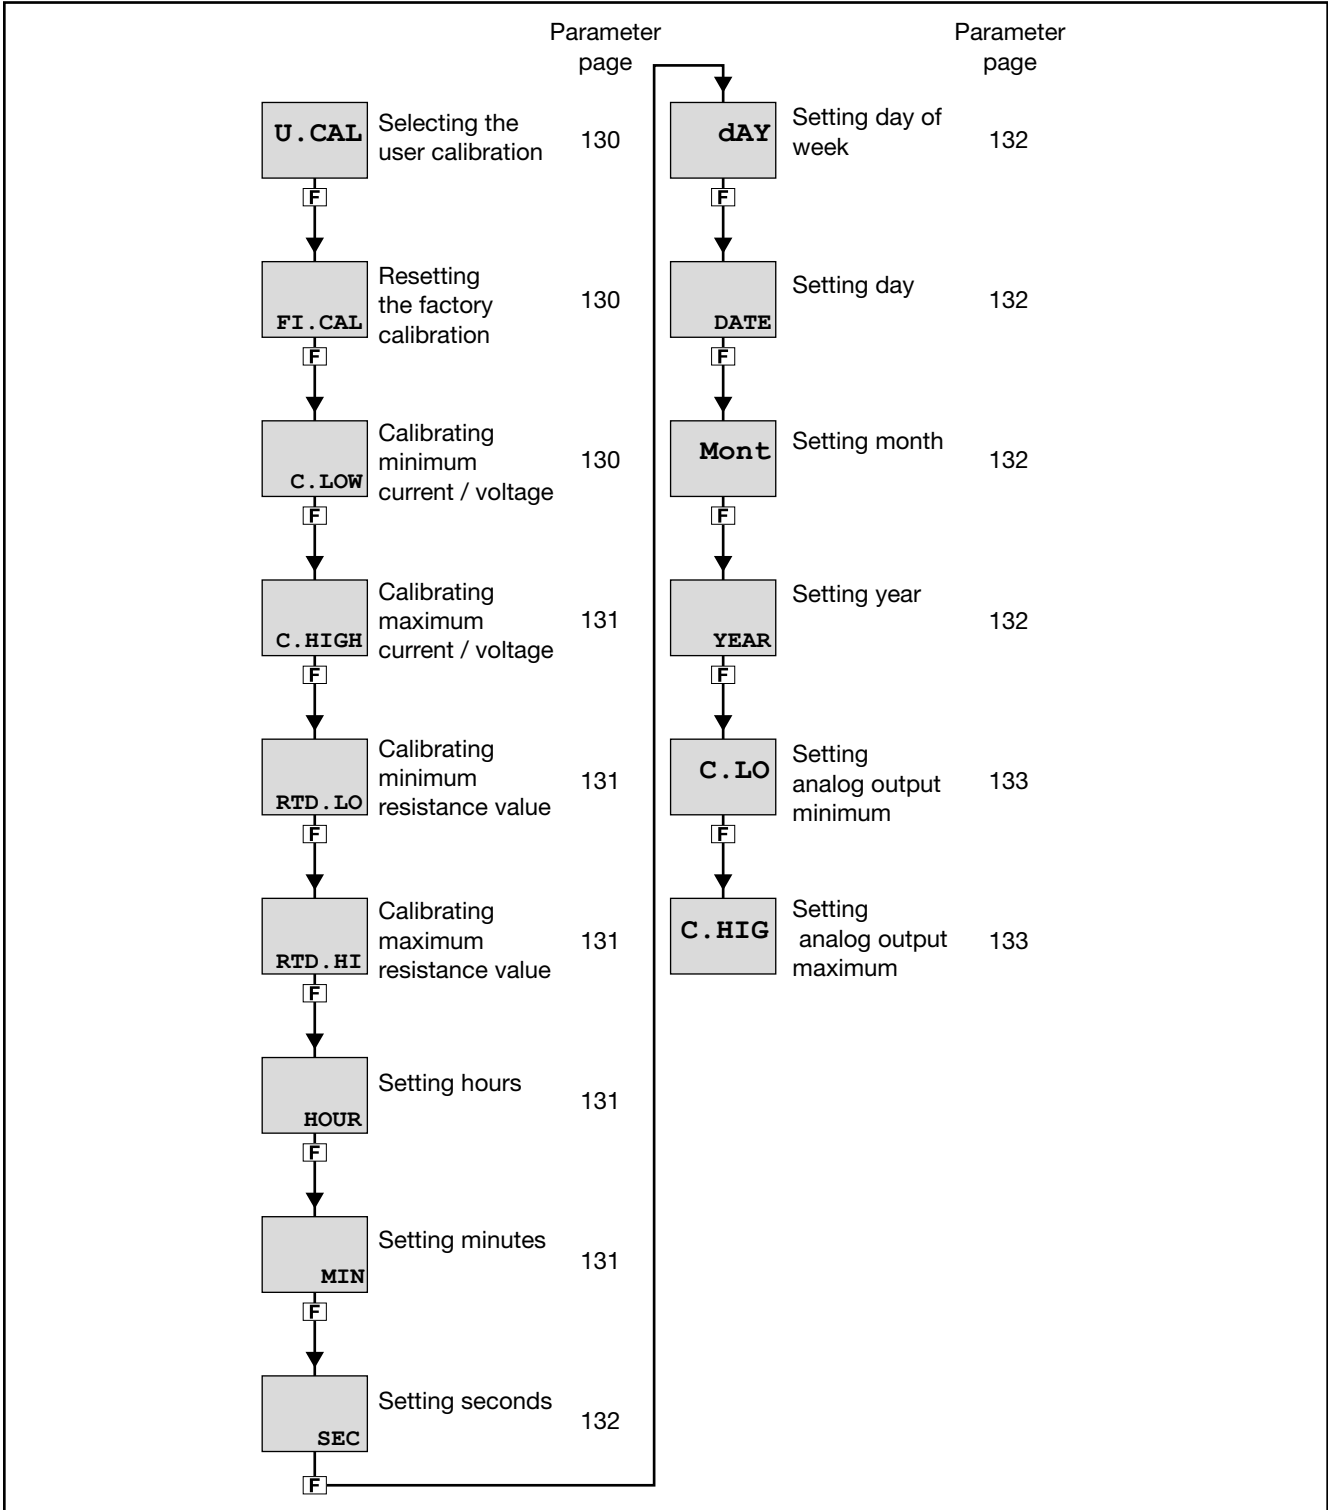 Parameter
page
U.CAL
Selecting the
user calibration
130
F
FI.CAL
Resetting
the factory
calibration
130
F
C.LOW
Calibrating
minimum
current / voltage
130
F
C.HIGH
Calibrating
maximum
current / voltage
131
F
RTD.LO
Calibrating
minimum
resistance value
131
F
RTD.HI
Calibrating
maximum
resistance value
131
F
HOUR
Setting hours
131
F
MIN
Setting minutes
131
F
SEC
Setting seconds
132
F
Parameter
page
dAY
Setting day of
week
132
F
DATE
Setting day
132
F
Mont
Setting month
132
F
YEAR
Setting year
132
F
C.LO
Setting
analog output
minimum
133
F
C.HIG
Setting
analog output
maximum
133